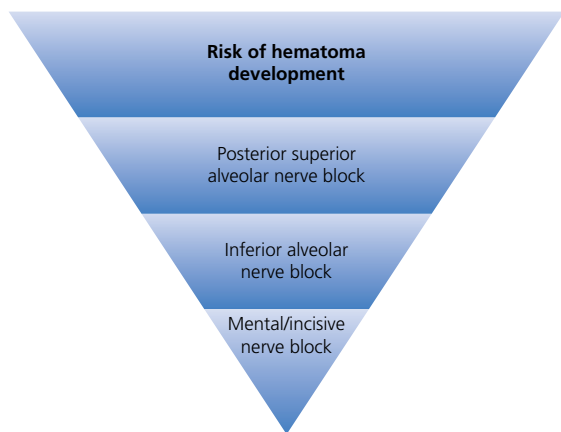 Risk of hematoma
development
Posterior superior
alveolar nerve block
Inferior alveolar
nerve block
Mental/incisive
nerve block